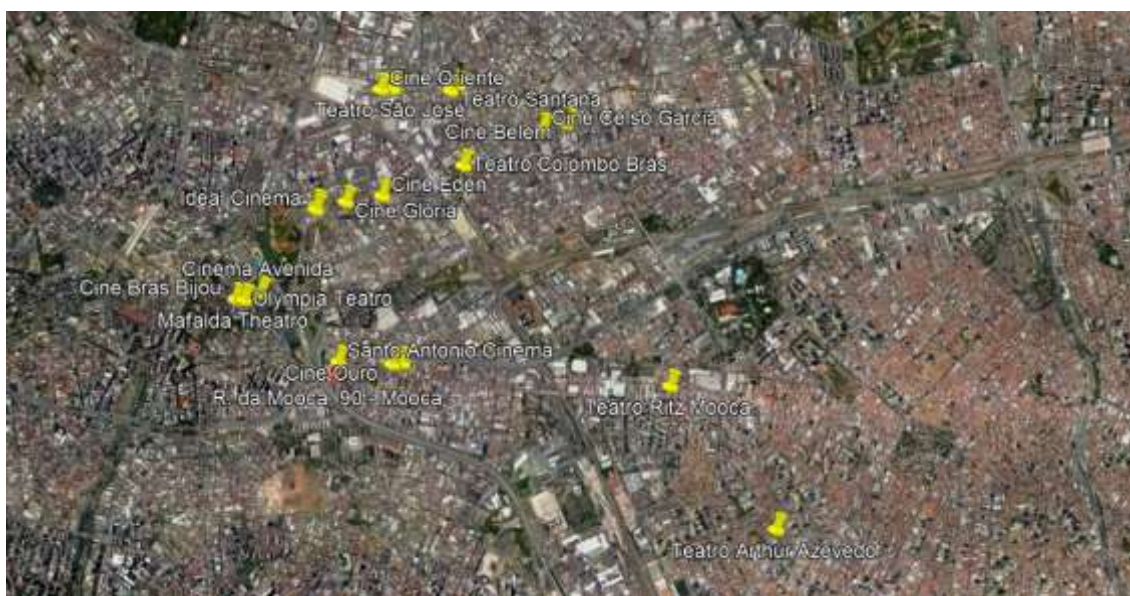 Cine Oriente
Teatro Santana
Teatro São José
Cine Celso Garcia
Cine Belem
Teatro Colombo Brás
Cine Eden
Ideal Cinema
Cine Glória
Cinema Avenida
Cine Bras Bijou
Olympia Teatro
Mafalda Theatro
Santo Antonio Cinema
Cine Ouro
R. da Mooca, 90 - Mooca
Teatro Ritz Mooca
Teatro Arthur Azevedo